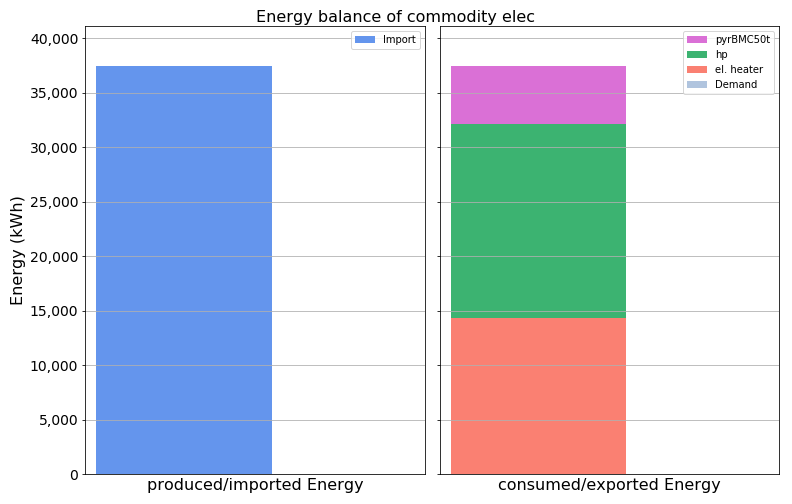 Energy balance of commodity elec
Energy (kWh)
40,000
35,000
30,000
25,000
20,000
15,000
10,000
5,000
0
Import
produced/imported Energy
pyrBMC50t
hp
el. heater
Demand
consumed/exported Energy